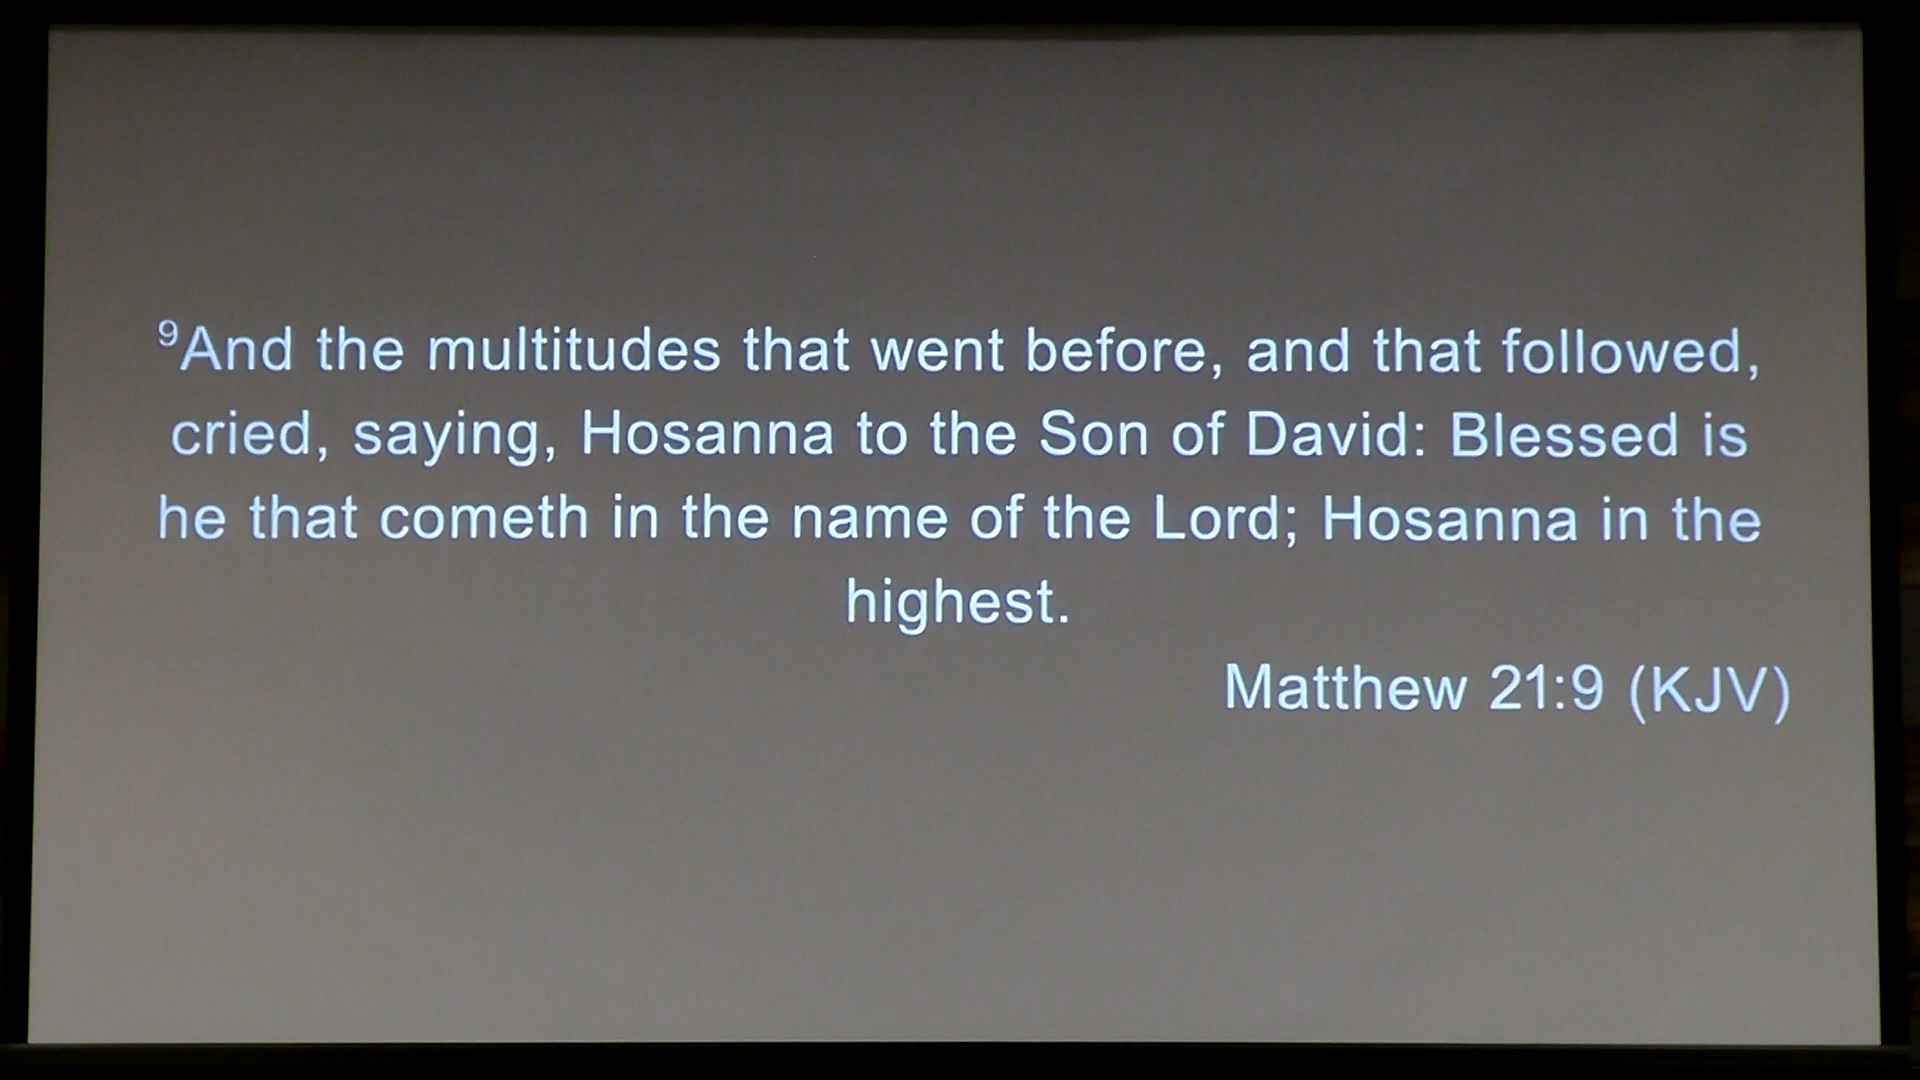 ⁹And the multitudes that went before, and that followed,
cried, saying, Hosanna to the Son of David: Blessed is
he that cometh in the name of the Lord; Hosanna in the
highest.
Matthew 21:9 (KJV)